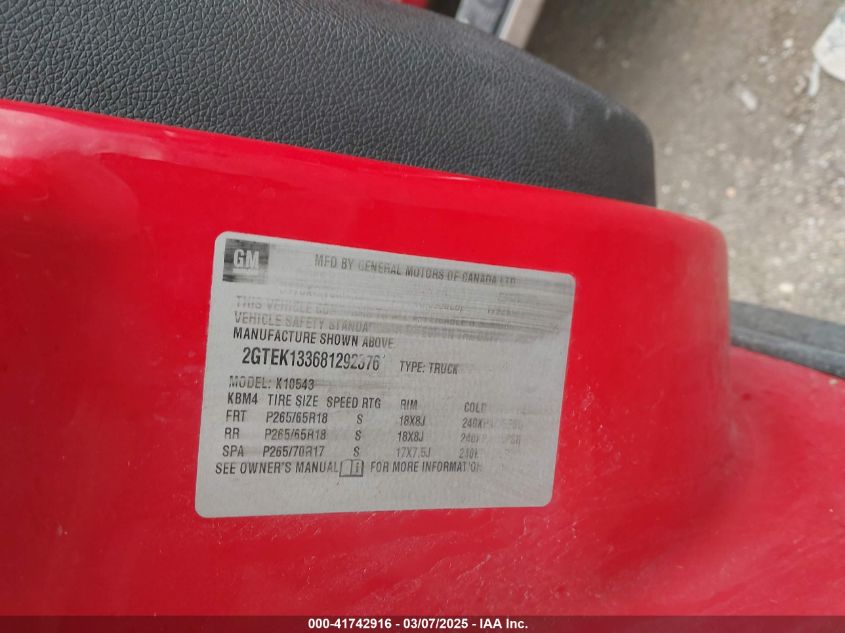 GM
MFD BY GENERAL MOTORS OF CANADA LTD
THIS VEHICLE
VEHICLE SAFETY
MANUFACTURE SHOWN ABOVE
2GTEK133681292376 TYPE: TRUCK
MODEL: K10543
KBM4 TIRE SIZE SPEED RTG RIM COLD
FRT P265/65R18 S 18X8J
RR P265/65R18 S 18X8J
SPA P265/70R17 S 17X7.5J
SEE OWNER'S MANUAL FOR MORE INFORMATION
000-41742916 - 03/07/2025 - IAA Inc.